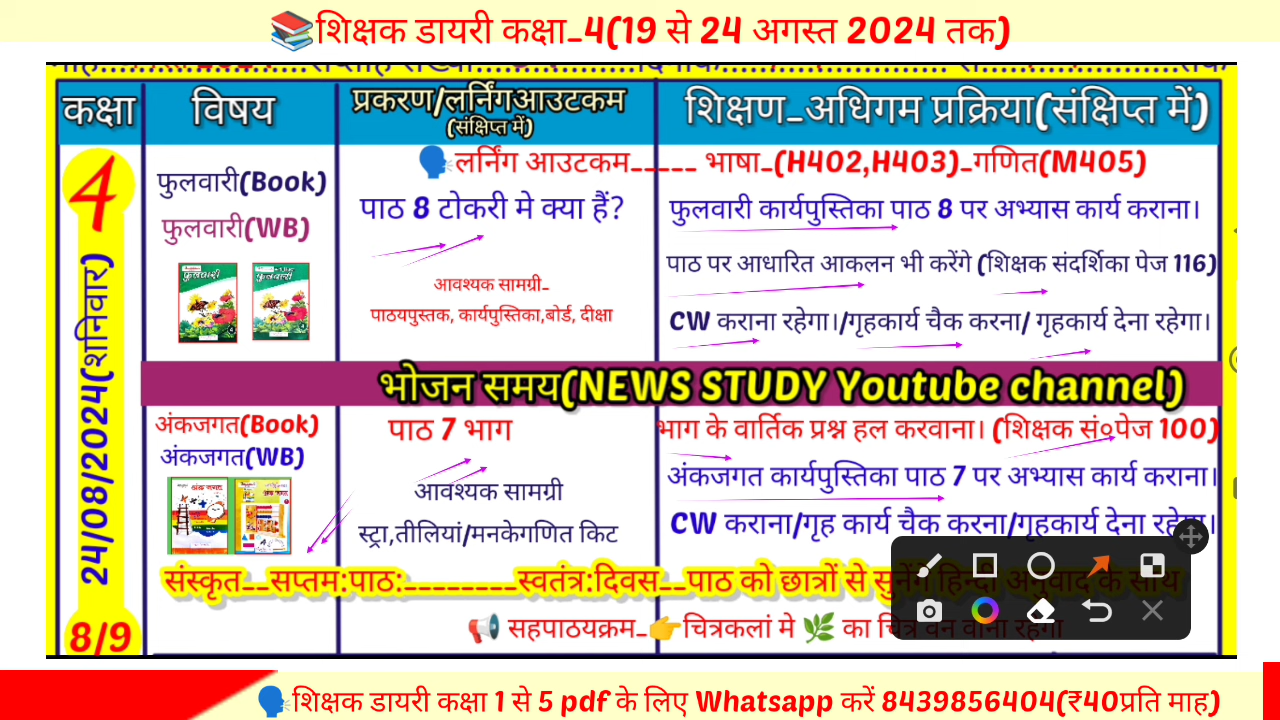 📚शिक्षक डायरी कक्षा-4(19 से 24 अगस्त 2024 तक)
कक्षा
विषय
प्रकरण/लर्निंगआउटकम
(संक्षिप्त में)
शिक्षण-अधिगम प्रक्रिया(संक्षिप्त में)
4
24/08/2024(शनिवार)
8/9
🗣️लर्निंग आउटकम----- भाषा-(H402,H403)-गणित(M405)
फुलवारी(Book)
फुलवारी(WB)
पाठ 8 टोकरी मे क्या हैं?
आवश्यक सामग्री-
पाठयपुस्तक, कार्यपुस्तिका,बोर्ड, दीक्षा
फुलवारी कार्यपुस्तिका पाठ 8 पर अभ्यास कार्य कराना।
पाठ पर आधारित आकलन भी करेंगे (शिक्षक संदर्शिका पेज 116)
CW कराना रहेगा।/गृहकार्य चैक करना/ गृहकार्य देना रहेगा।
भोजन समय(NEWS STUDY Youtube channel)
अंकजगत(Book)
अंकजगत(WB)
पाठ 7 भाग
आवश्यक सामग्री
स्ट्रा,तीलियां/मनकेगणित किट
भाग के वार्तिक प्रश्न हल करवाना। (शिक्षक सं०पेज 100)
अंकजगत कार्यपुस्तिका पाठ 7 पर अभ्यास कार्य कराना।
CW कराना/गृह कार्य चैक करना/गृहकार्य देना रहेगा।
संस्कृत--सप्तम:पाठ:--------स्वतंत्र:दिवस--पाठ को छात्रों से सुनेंगे हिन्दी अनुवाद के साथ
📢 सहपाठयक्रम-👉चित्रकलां मे 🌿 का चित्र वन वाना रहेगा
🗣️शिक्षक डायरी कक्षा 1 से 5 pdf के लिए Whatsapp करें 8439856404(₹40प्रति माह)